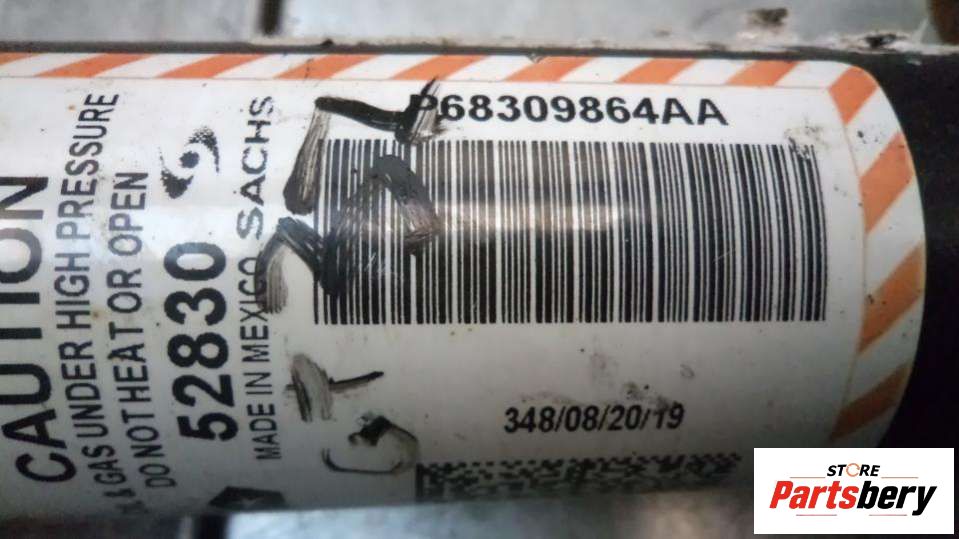 P68309864AA
CAUTION
& GAS UNDER HIGH PRESSURE
DO NOT HEAT OR OPEN
52830
MADE IN MEXICO SACHS
348/08/20/19
STORE
Partsbery